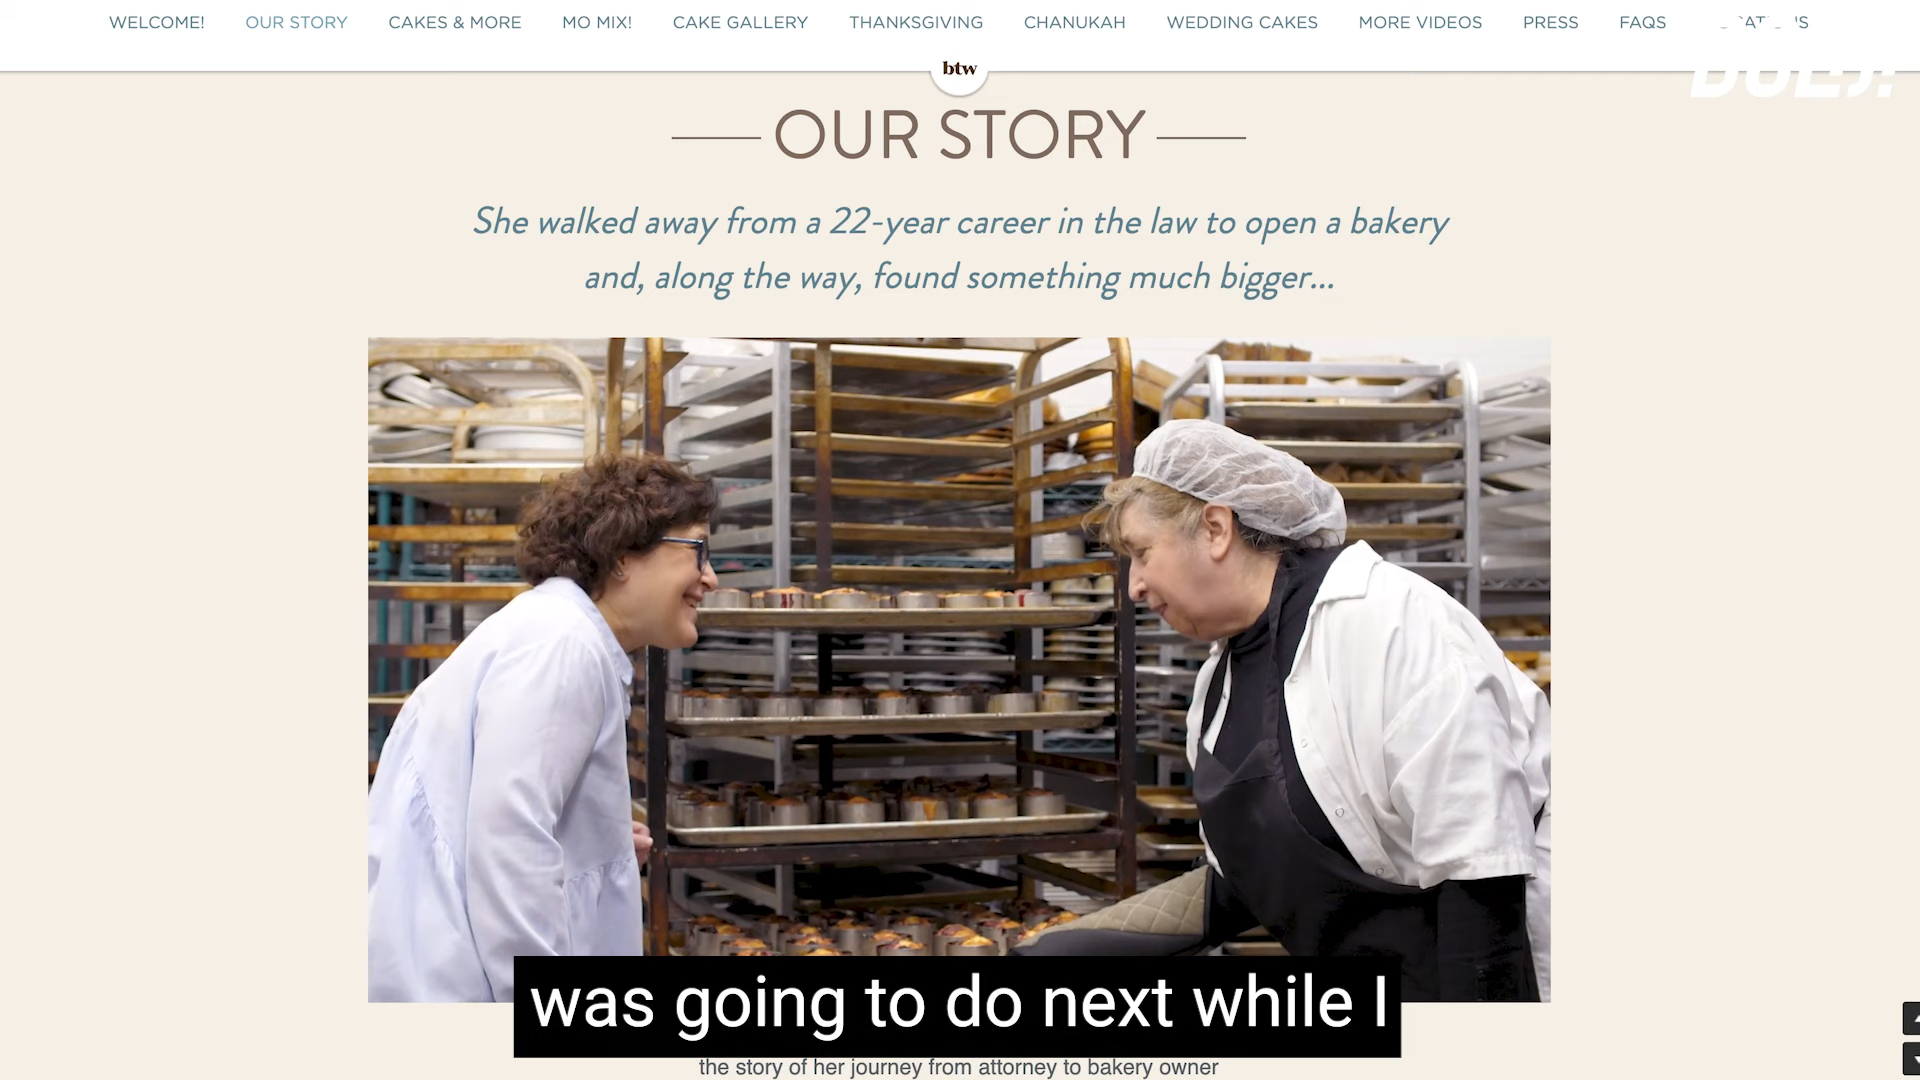 WELCOME! OUR STORY CAKES & MORE MO MIX! CAKE GALLERY THANKSGIVING CHANUKAH WEDDING CAKES MORE VIDEOS PRESS FAQS
btw
OUR STORY
She walked away from a 22-year career in the law to open a bakery
and, along the way, found something much bigger...
was going to do next while I
the story of her journey from attorney to bakery owner